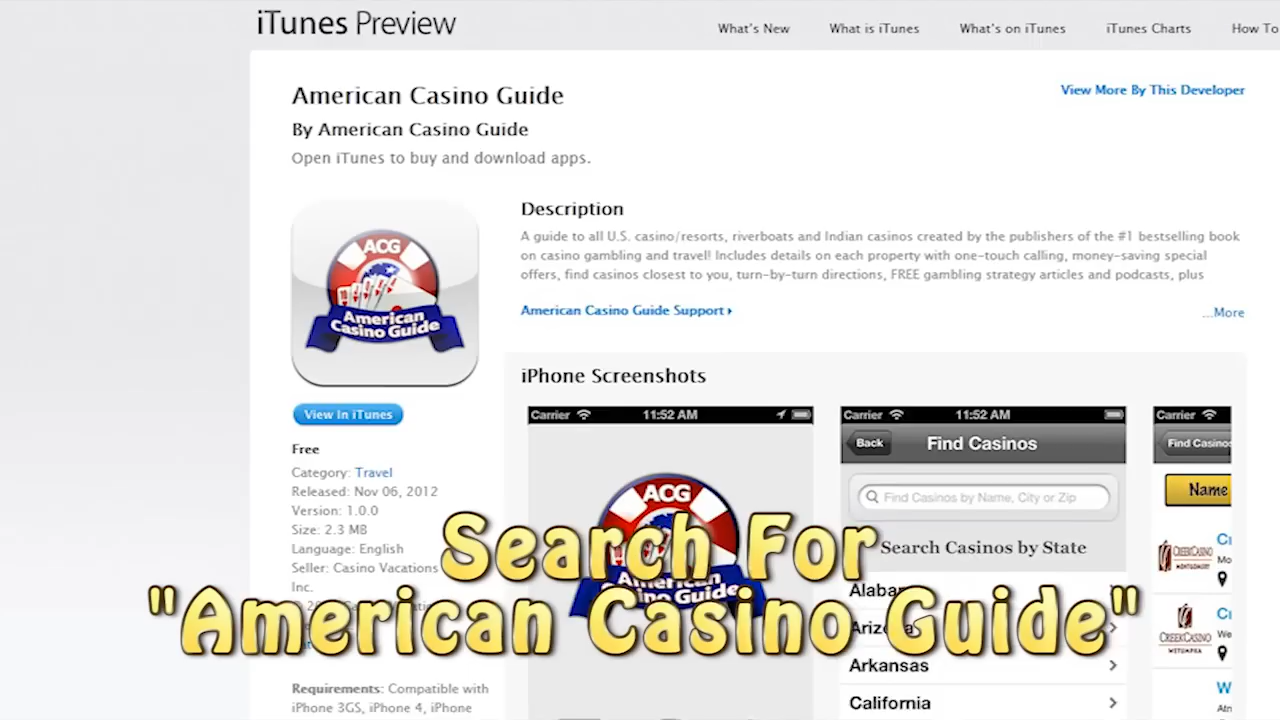 iTunes Preview
What's New
What is iTunes
What's on iTunes
iTunes Charts
How To
American Casino Guide
View More By This Developer
By American Casino Guide
Open iTunes to buy and download apps.
ACG
American
Casino Guide
View In iTunes
Free
Category: Travel
Released: Nov 06, 2012
Version: 1.0.0
Size: 2.3 MB
Language: English
Seller: Casino Vacations
Inc.
Requirements: Compatible with
iPhone 3GS, iPhone 4, iPhone
Description
A guide to all U.S. casino/resorts, riverboats and Indian casinos created by the publishers of the #1 bestselling book
on casino gambling and travel! Includes details on each property with one-touch calling, money-saving special
offers, find casinos closest to you, turn-by-turn directions, FREE gambling strategy articles and podcasts, plus
American Casino Guide Support
...More
iPhone Screenshots
Carrier 11:52 AM
ACG
Carrier 11:52 AM
Back
Find Casinos
Find Casinos by Name, City or Zip
Search Casinos by State
Arkansas
California
Carrier
Find Casinos
Name
CREEK CASINO
MONTGOMERY
CREEK CASINO
WETUMPKA
Search For
"American Casino Guide"